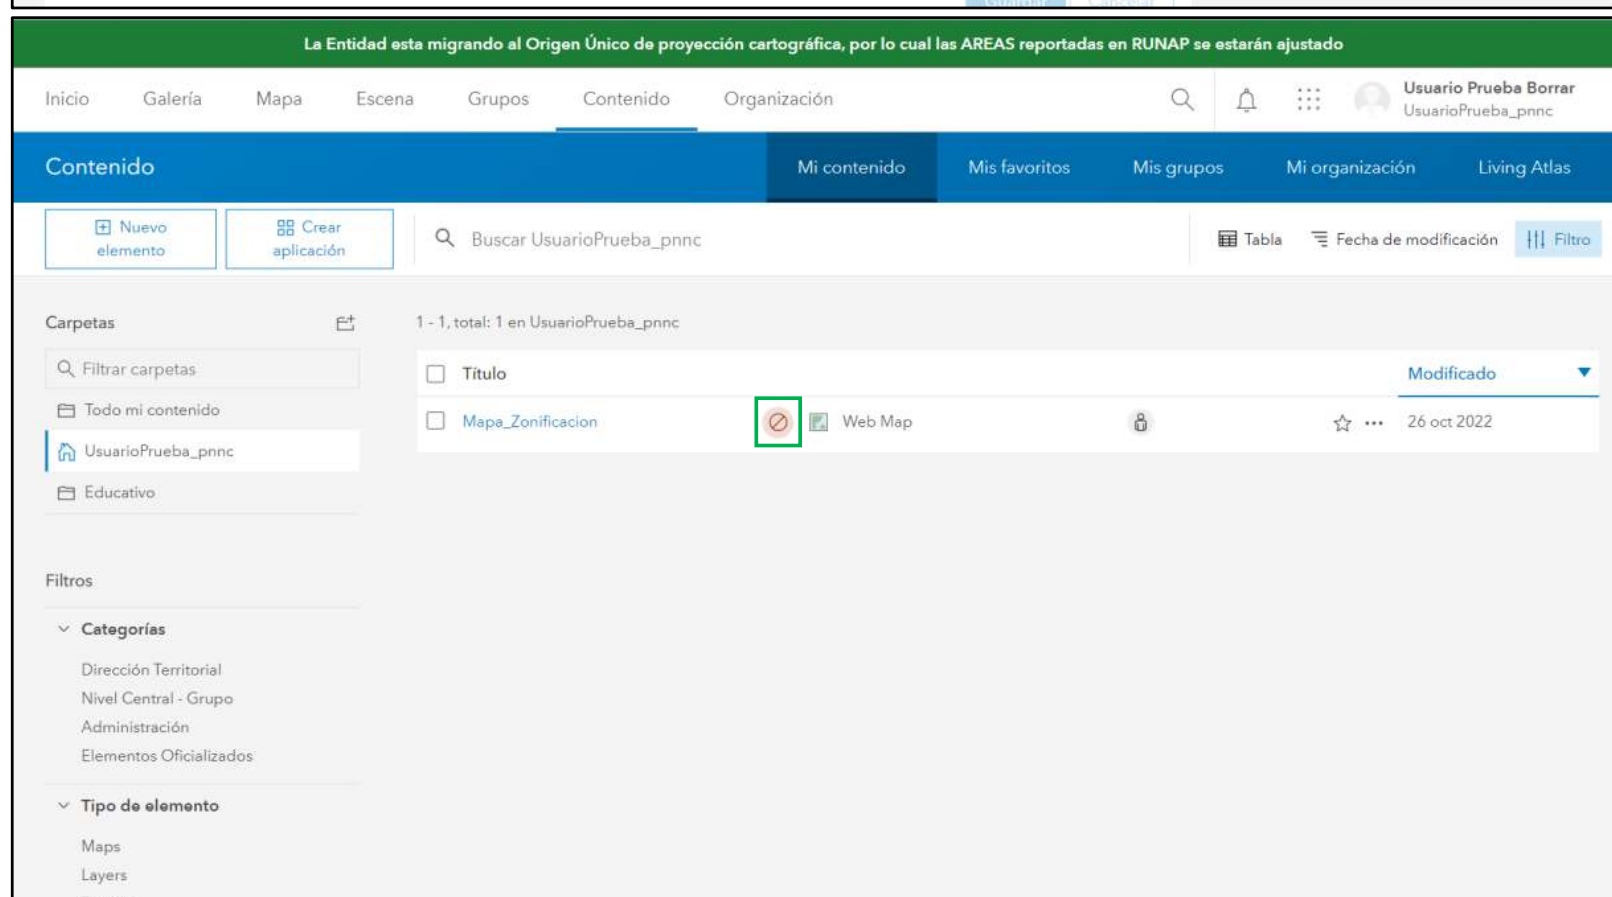 La Entidad esta migrando al Origen Único de proyección cartográfica, por lo cual las AREAS reportadas en RUNAP se estarán ajustado
Inicio Galería Mapa Escena Grupos Contenido Organización
Usuario Prueba Borrar
UsuarioPrueba_pnnc
Contenido Mi contenido Mis favoritos Mis grupos Mi organización Living Atlas
Nuevo elemento
Crear aplicación
Buscar UsuarioPrueba_pnnc Tabla Fecha de modificación Filtro
Carpetas
1 - 1, total: 1 en UsuarioPrueba_pnnc
Filtrar carpetas
Título Modificado
Todo mi contenido
Mapa_Zonificacion Web Map 26 oct 2022
UsuarioPrueba_pnnc
Educativo
Filtros
Categorías
Dirección Territorial
Nivel Central - Grupo
Administración
Elementos Oficializados
Tipo de elemento
Maps
Layers